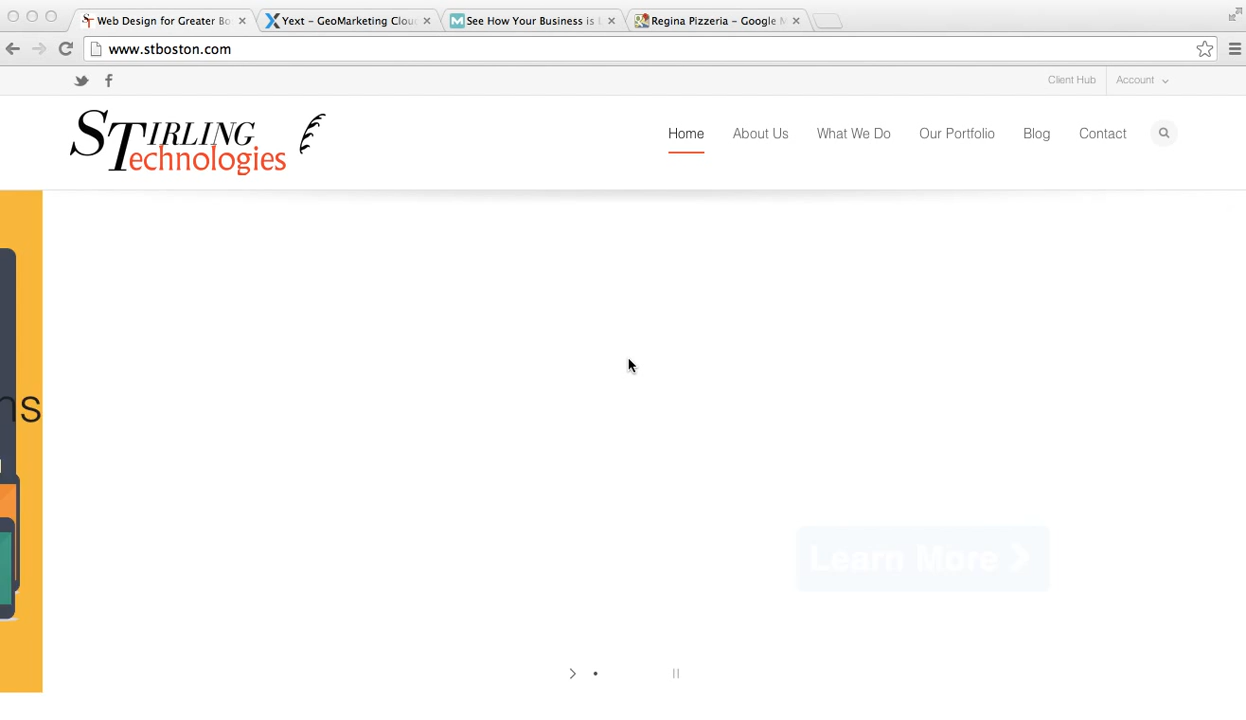 Web Design for Greater Bo
Yext - GeoMarketing Clou
See How Your Business is
Regina Pizzeria - Google M
www.stboston.com
Client Hub
Account
STIRLING
Technologies
Home
About Us
What We Do
Our Portfolio
Blog
Contact
ns
Learn More